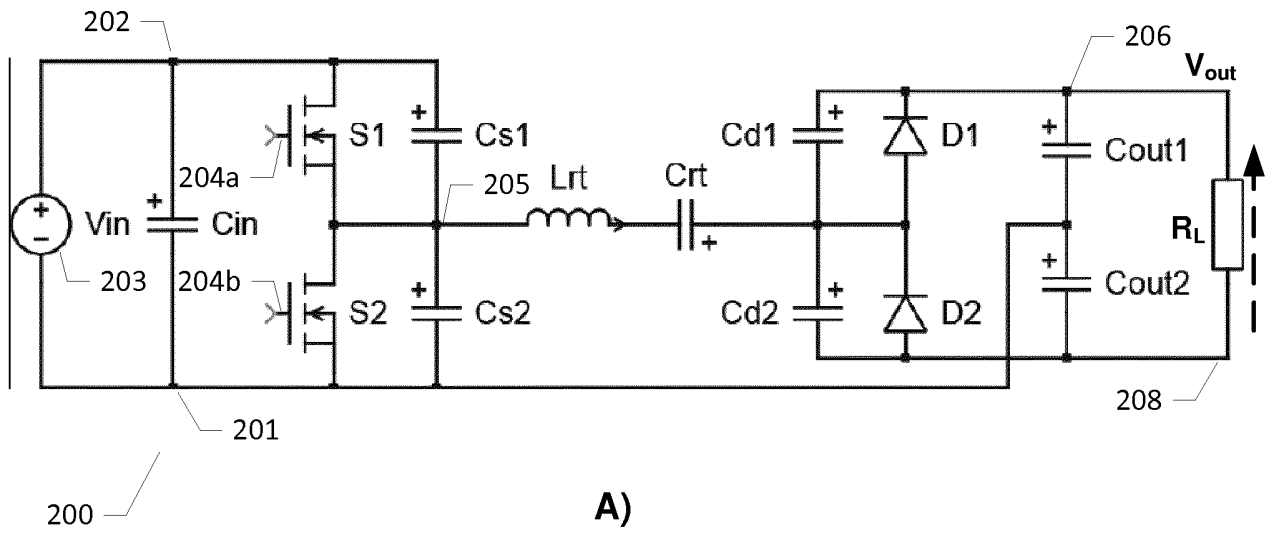 202
206
Vout
S1
Cs1
Cd1
D1
Cout1
204a
205
Lrt
Crt
Vin
Cin
RL
203
204b
S2
Cs2
Cd2
D2
Cout2
208
201
200
A)